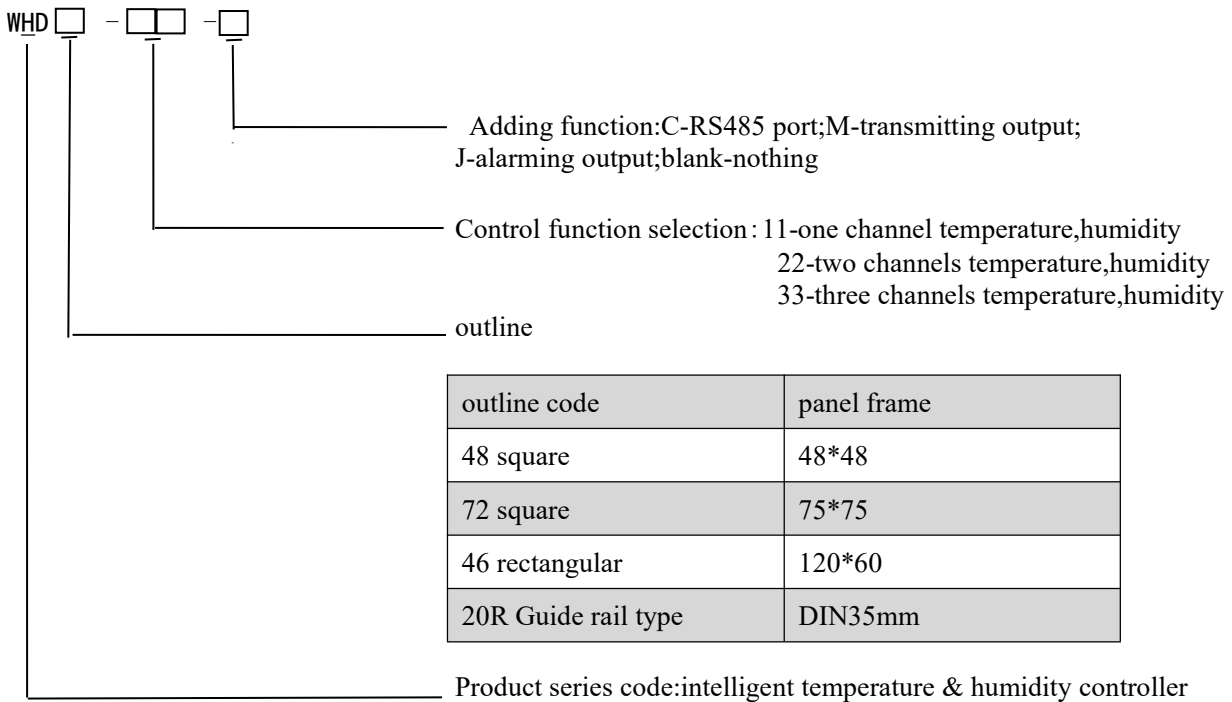 WHD□ -□□ -□
Adding function:C-RS485 port;M-transmitting output;
J-alarming output;blank-nothing
Control function selection：11-one channel temperature,humidity
22-two channels temperature,humidity
33-three channels temperature,humidity
outline
outline code panel frame
48 square 48*48
72 square 75*75
46 rectangular 120*60
20R Guide rail type DIN35mm
Product series code:intelligent temperature & humidity controller